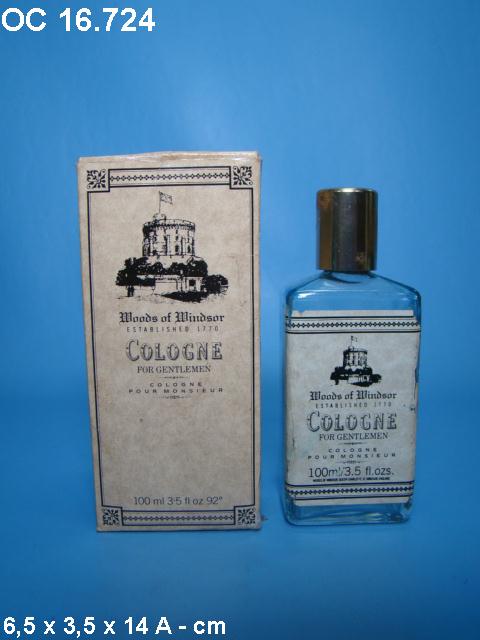 OC 16.724
Woods of Windsor
ESTABLISHED 1770
COLOGNE
FOR GENTLEMEN
COLOGNE
POUR MONSIEUR
100 ml 3·5 fl oz 92°
Woods of Windsor
ESTABLISHED 1770
COLOGNE
FOR GENTLEMEN
COLOGNE
POUR MONSIEUR
100ml/3.5 fl.ozs.
6,5 x 3,5 x 14 A - cm